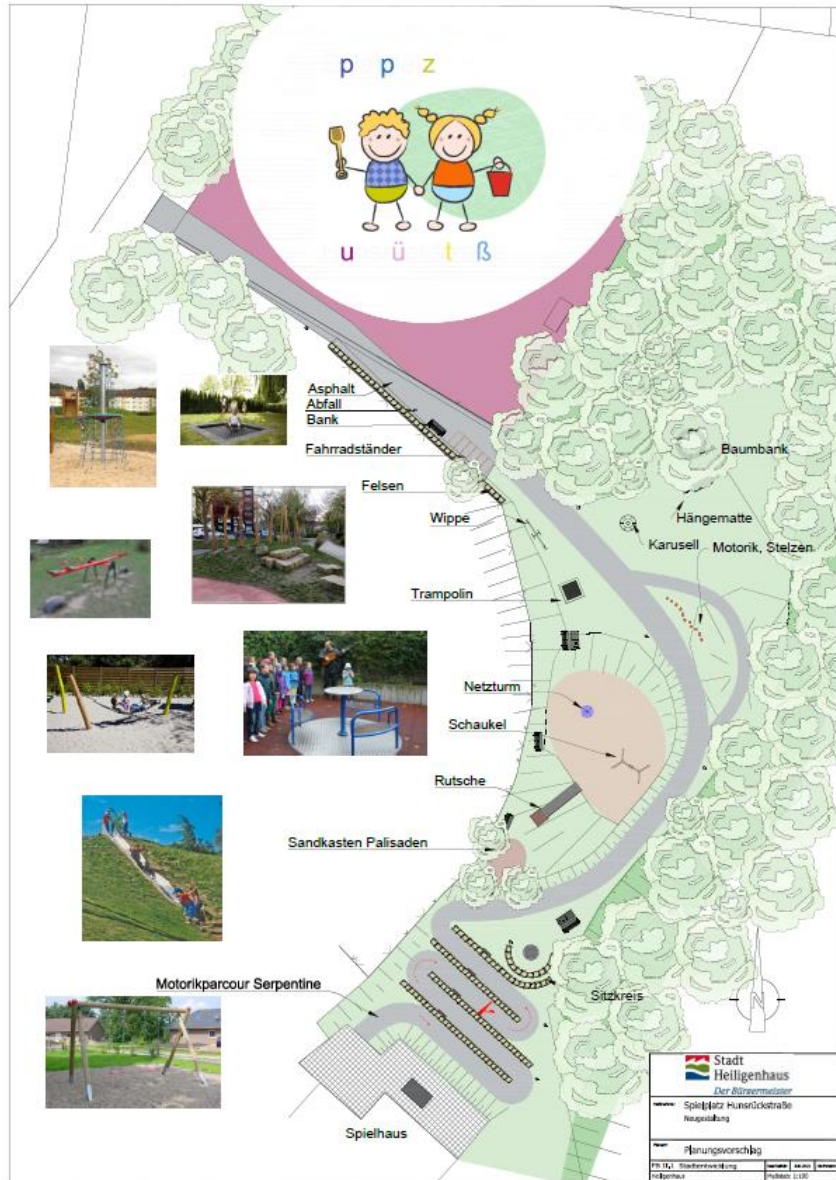 p p z
u ü t ß
Asphalt
Abfall
Bank
Fahrradständer
Felsen
Wippe
Baumbank
Hängematte
Karusell
Motorik, Stelzen
Trampolin
Netzturm
Schaukel
Rutsche
Sandkasten Palisaden
Sitzkreis
Motorikparcour Serpentine
Spielhaus
N
Stadt
Heiligenhaus
Der Bürgermeister
Spielplatz Hunsrückstraße
Neugestaltung
Planungsvorschlag
Stadtentwicklung
Heiligenhaus